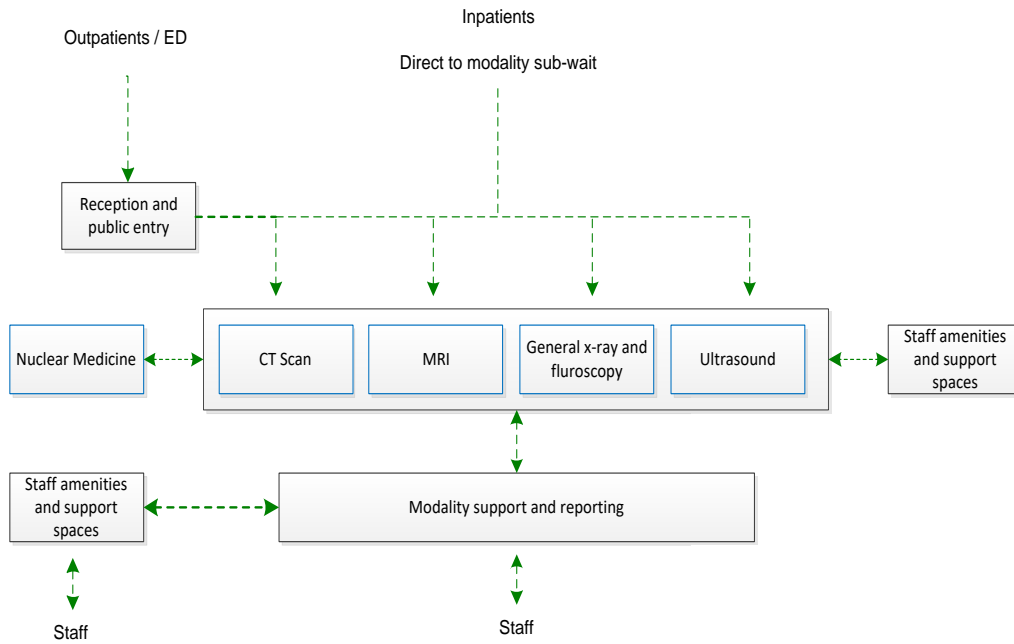 Inpatients
Outpatients / ED
Direct to modality sub-wait
Reception and
public entry
Nuclear Medicine
CT Scan
MRI
General x-ray and
fluroscopy
Ultrasound
Staff amenities
and support
spaces
Staff amenities
and support
spaces
Modality support and reporting
Staff
Staff